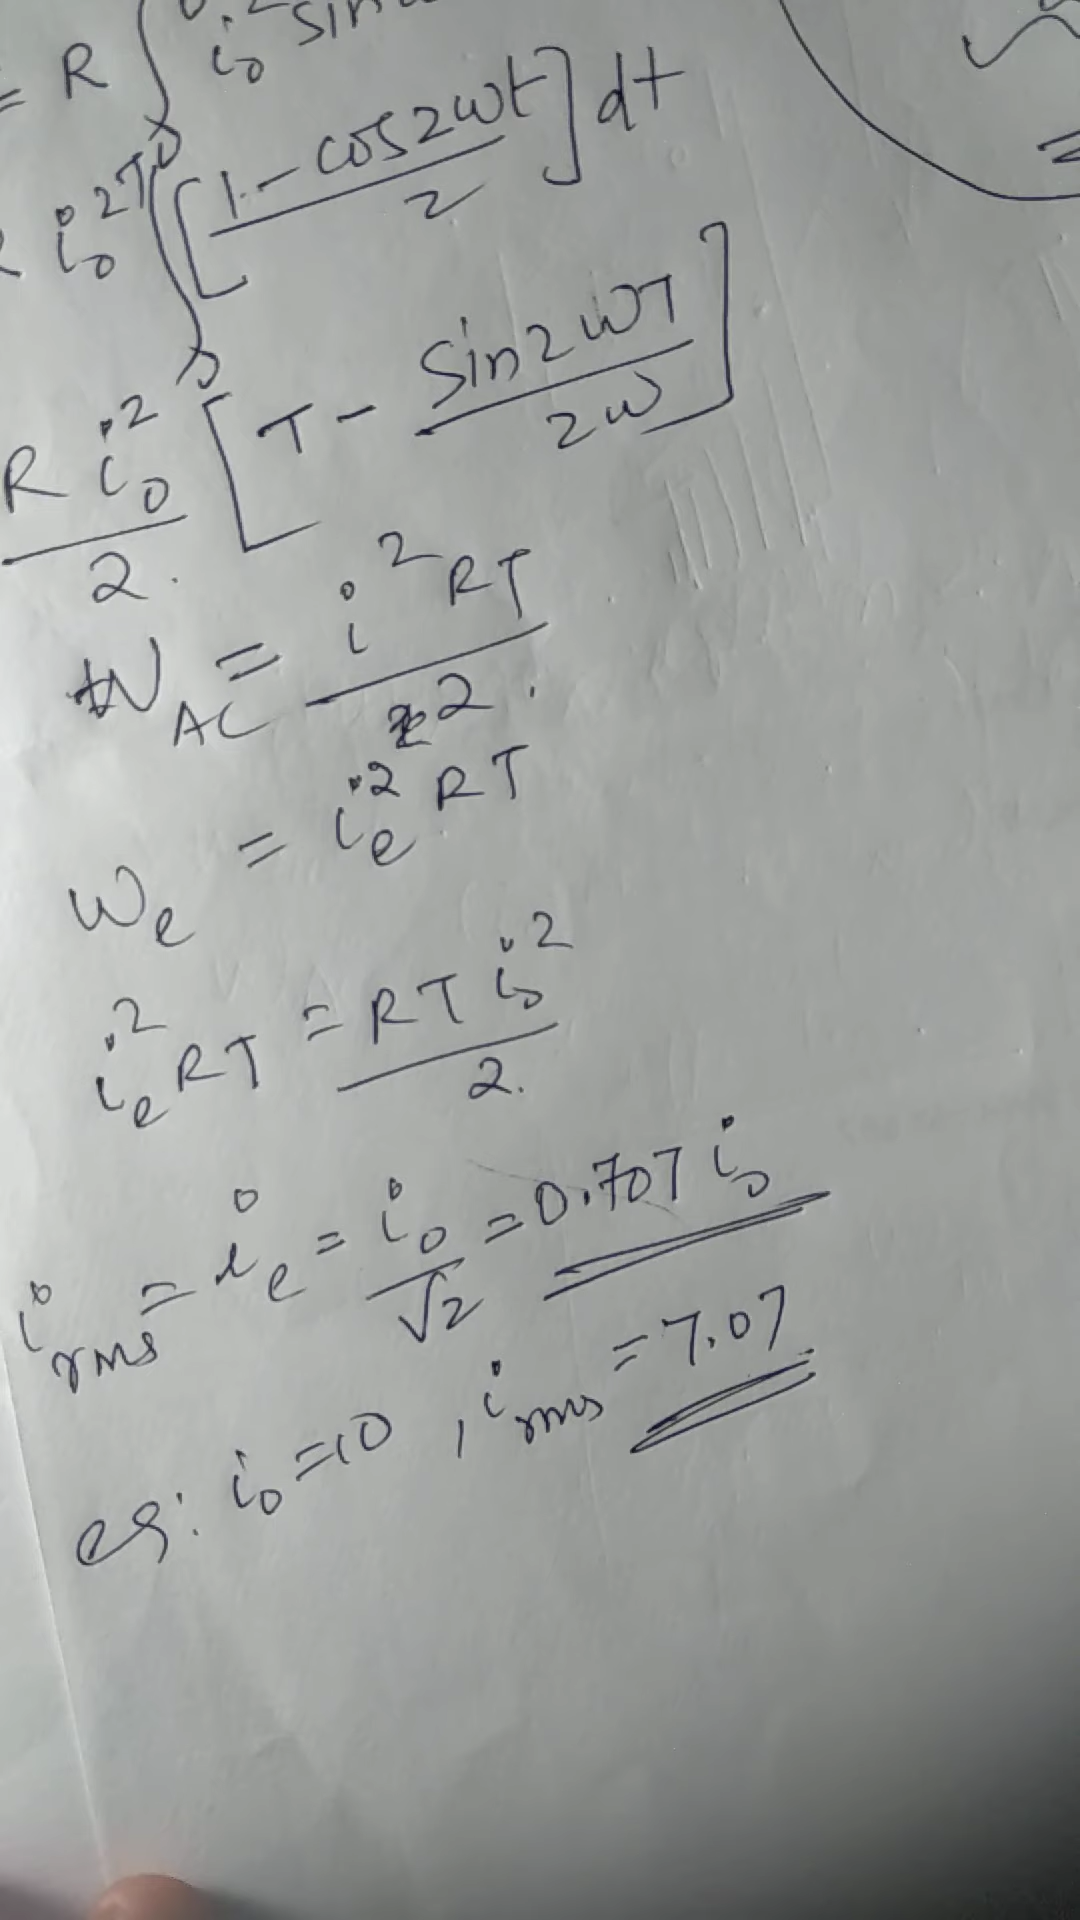 = R ∫ i₀² sin
i₀² ∫₀ᵀ [1 - cos2ωt / 2] dt
R i₀² / 2. [T - sin2ωT / 2ω]
W_AC = i² RT / 2.
W_e = i_e² RT
i_e² RT = RT i₀² / 2.
i_rms = i_e = i₀ / √2 = 0.707 i₀
eg: i₀ = 10, i_rms = 7.07